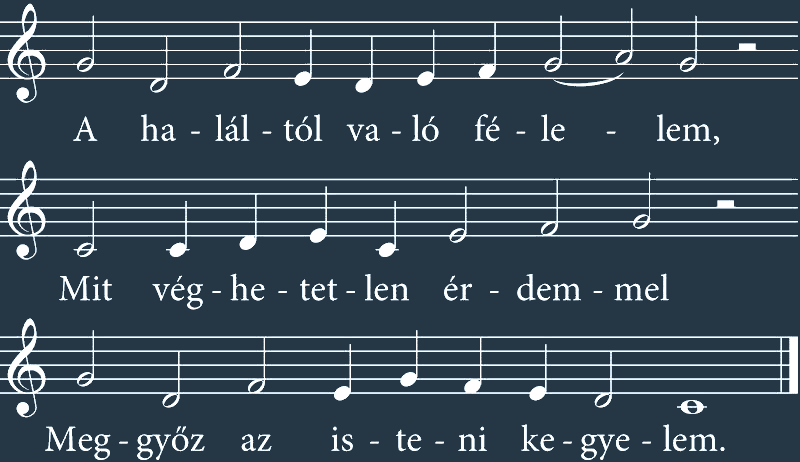 A ha - lál - tól va - ló fé - le - lem,
Mit vég - he - tet - len ér - dem - mel
Meg - győz az is - te - ni ke - gye - lem.